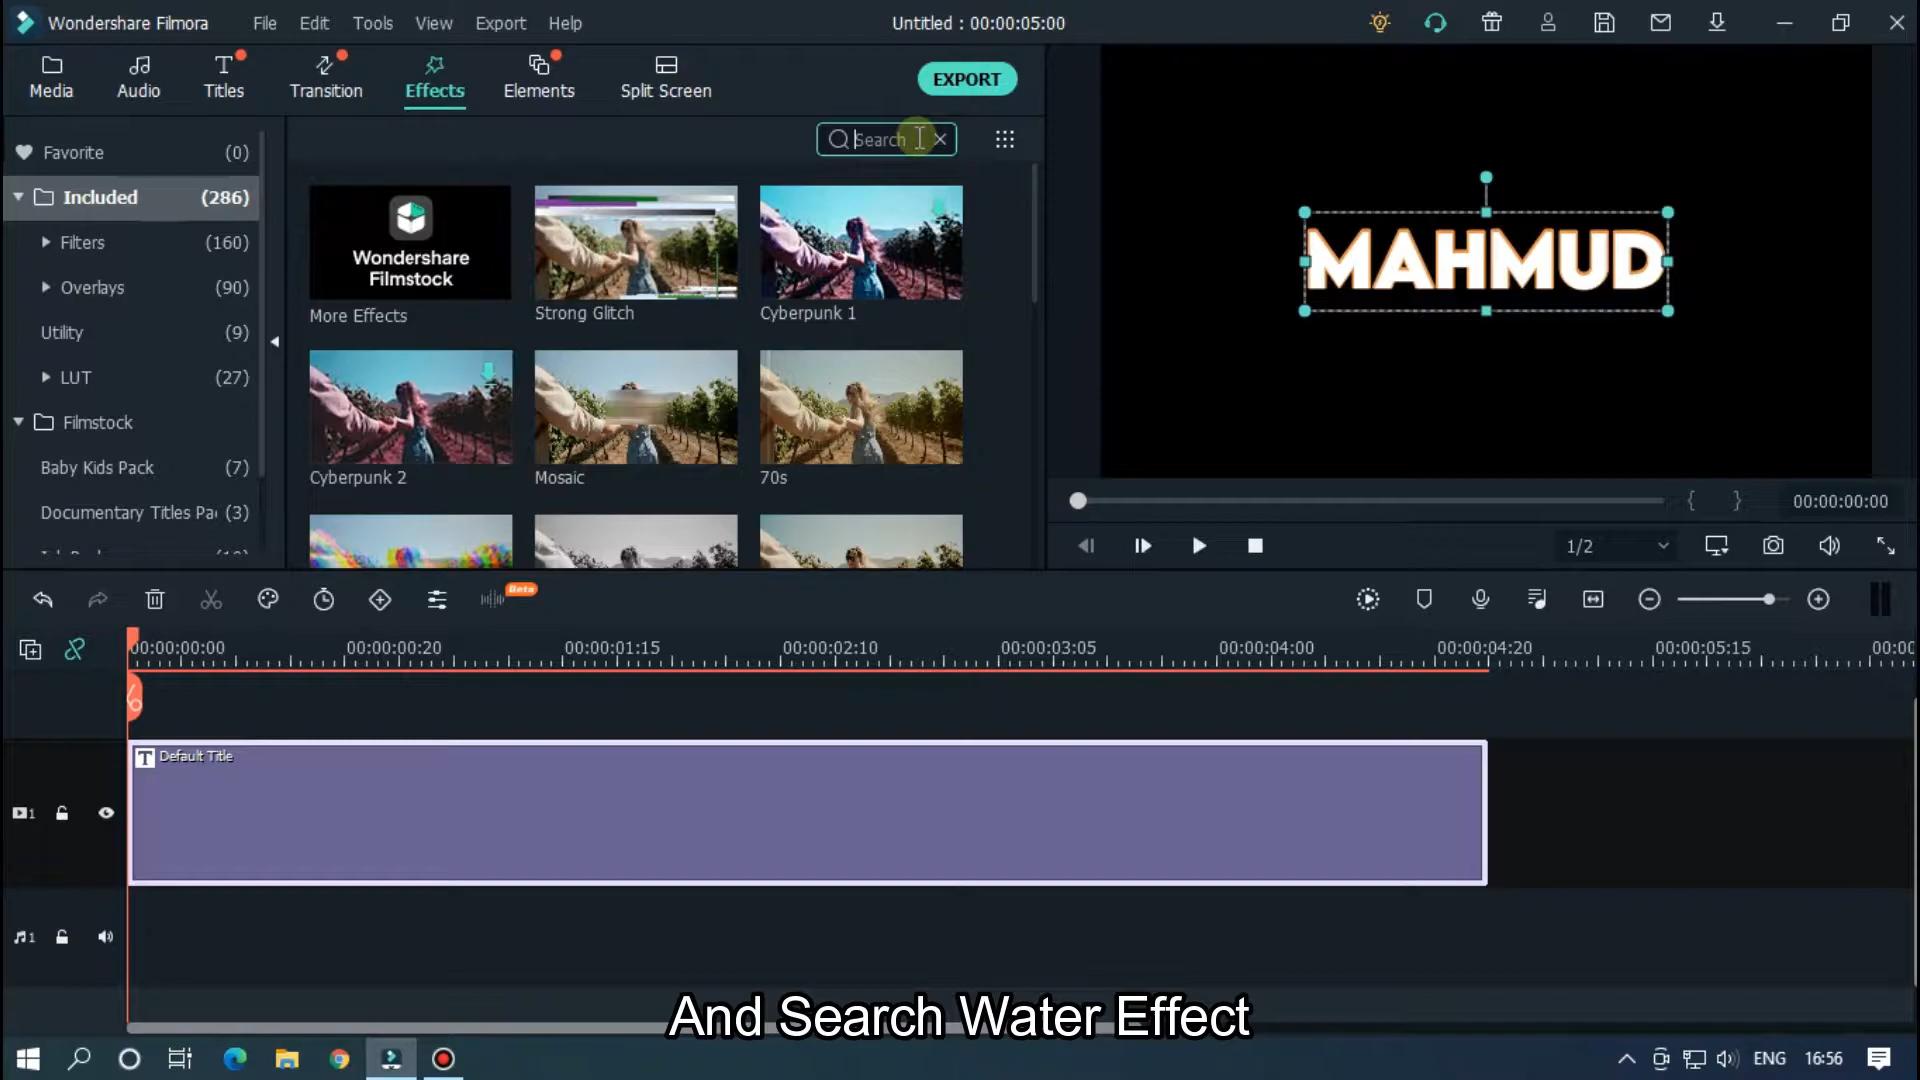 Wondershare Filmora
File
Edit
Tools
View
Export
Help
Untitled : 00:00:05:00
Media
Audio
Titles
Transition
Effects
Elements
Split Screen
EXPORT
Search
Favorite (0)
Included (286)
Filters (160)
Overlays (90)
Utility (9)
LUT (27)
Filmstock
Baby Kids Pack (7)
Documentary Titles Pa (3)
Wondershare
Filmstock
More Effects
Strong Glitch
Cyberpunk 1
Cyberpunk 2
Mosaic
70s
MAHMUD
{ }
00:00:00:00
1/2
Beta
00:00:00:00
00:00:00:20
00:00:01:15
00:00:02:10
00:00:03:05
00:00:04:00
00:00:04:20
00:00:05:15
00:00
T Default Title
1
1
And Search Water Effect
ENG
16:56